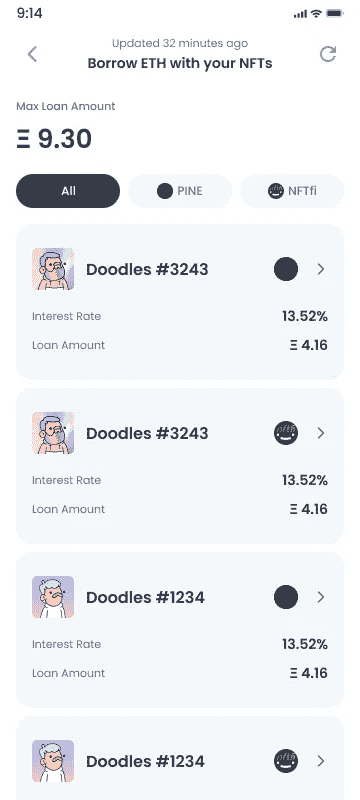 9:14
Updated 32 minutes ago
Borrow ETH with your NFTs
Max Loan Amount
Ξ 9.30
All
PINE
NFTfi
Doodles #3243
Interest Rate 13.52%
Loan Amount Ξ 4.16
Doodles #3243
nftfi
Interest Rate 13.52%
Loan Amount Ξ 4.16
Doodles #1234
Interest Rate 13.52%
Loan Amount Ξ 4.16
Doodles #1234
nftfi